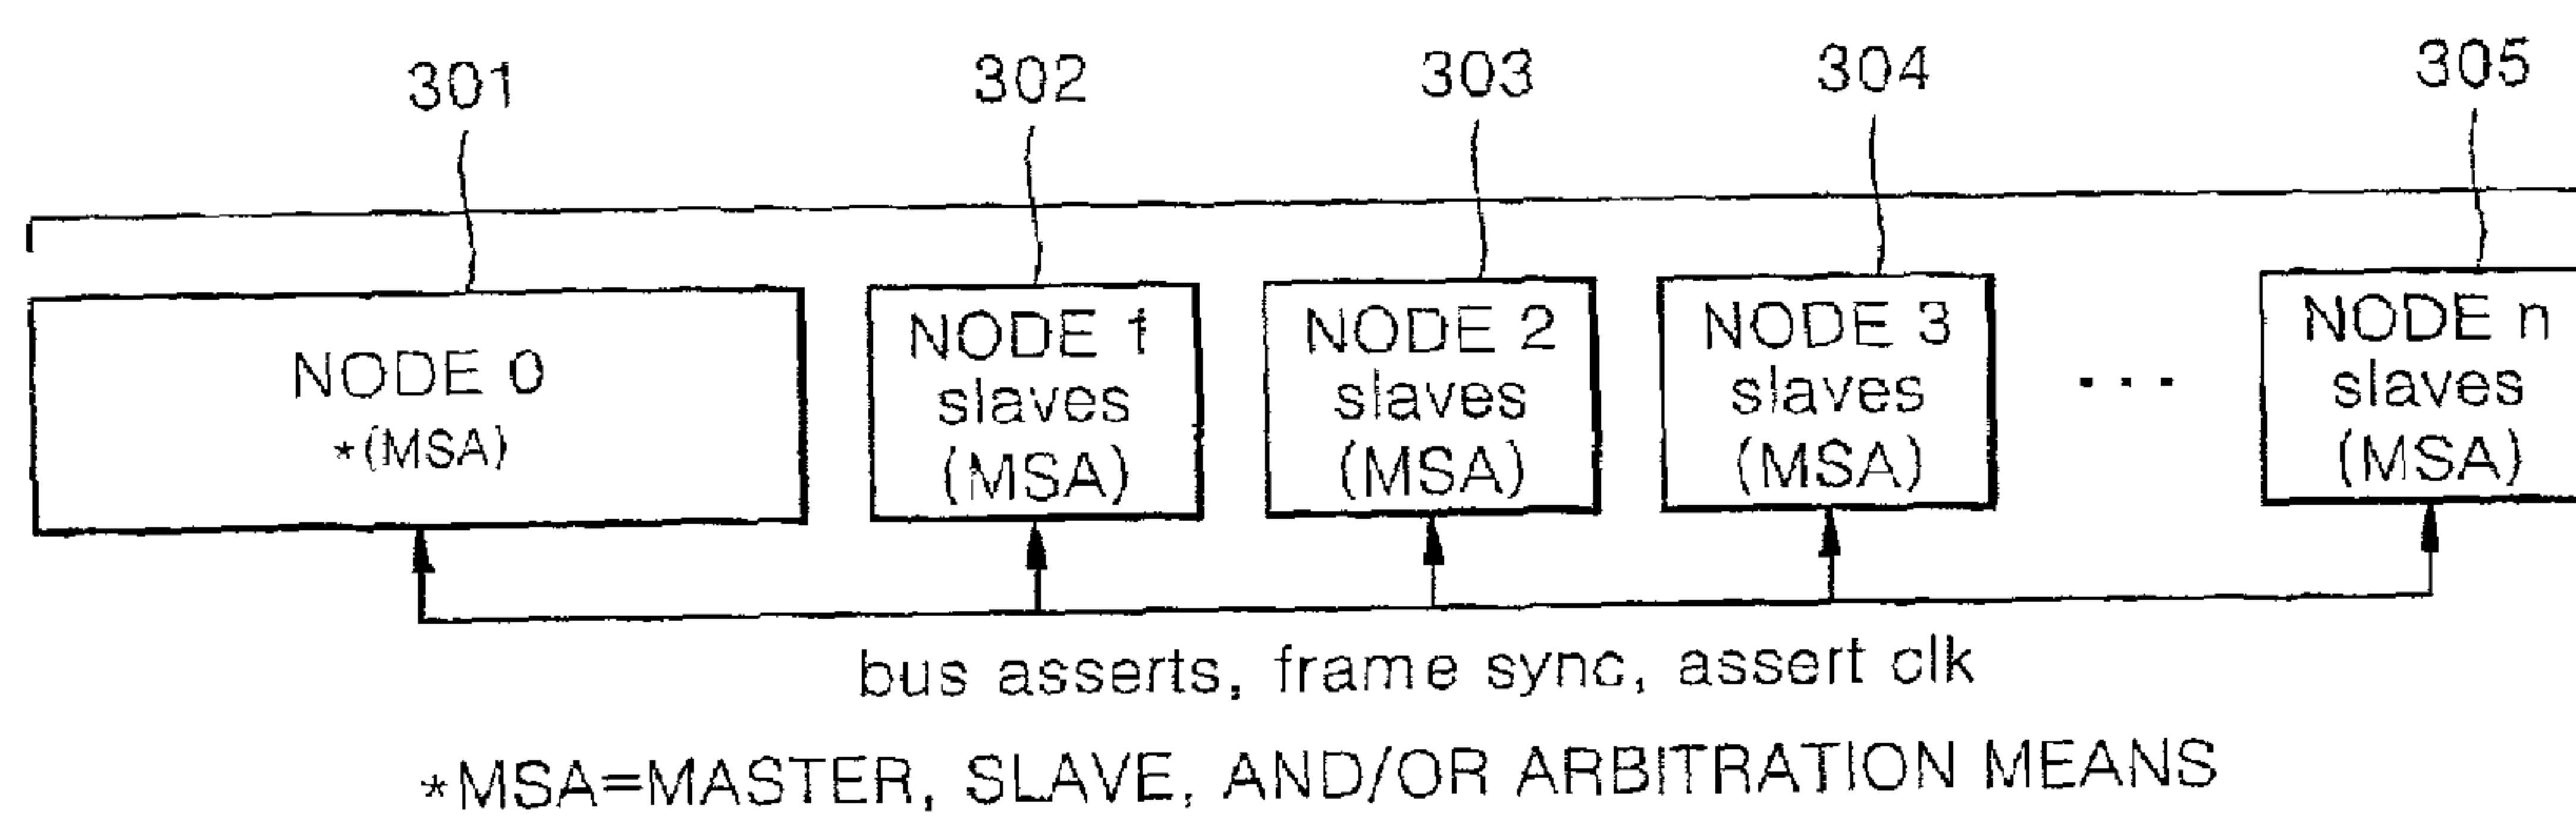 301 302 303 304 305
NODE 0
*(MSA)
NODE 1
slaves
(MSA)
NODE 2
slaves
(MSA)
NODE 3
slaves
(MSA)
...
NODE n
slaves
(MSA)
bus asserts, frame sync, assert clk
*MSA=MASTER, SLAVE, AND/OR ARBITRATION MEANS